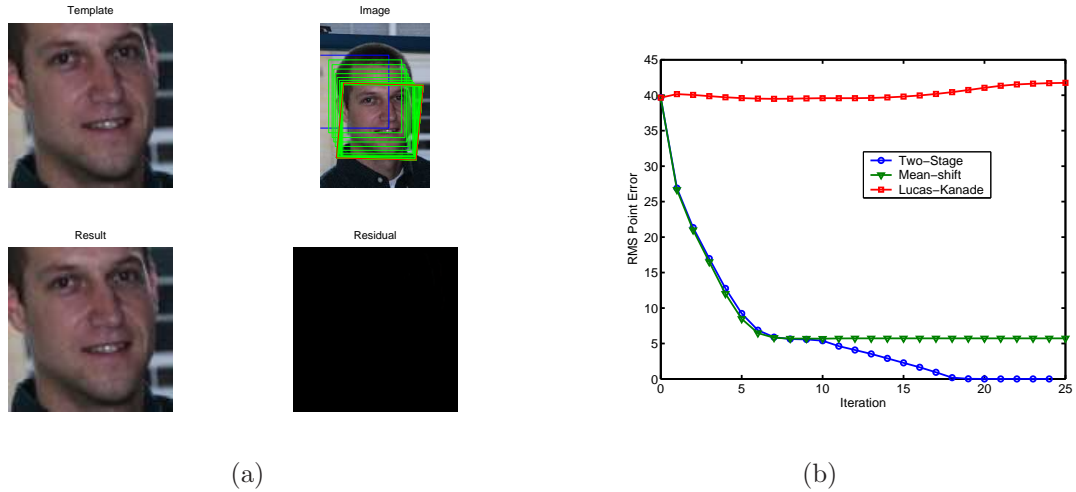 Template
Image
Result
Residual
(a)
45
40
35
30
25
20
15
10
5
0
RMS Point Error
Two−Stage
Mean−shift
Lucas−Kanade
0 5 10 15 20 25
Iteration
(b)